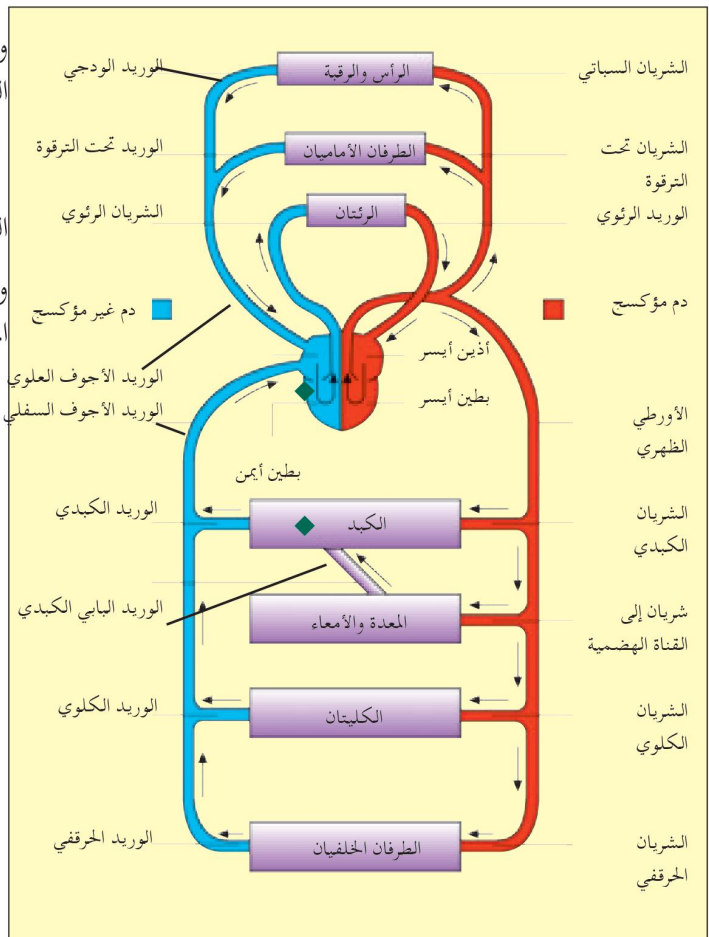 الشريان السباتي
الرأس والرقبة
الوريد الودجي
الشريان تحت
الترقوة
الطرفان الأماميان
الوريد تحت الترقوة
الوريد الرئوي
الرئتان
الشريان الرئوي
دم مؤكسج
دم غير مؤكسج
أذين أيسر
الوريد الأجوف العلوي
بطين أيسر
الوريد الأجوف السفلي
الأورطي
الظهري
بطين أيمن
الشريان
الكبدي
الكبد
الوريد الكبدي
شريان إلى
القناة الهضمية
المعدة والأمعاء
الوريد البابي الكبدي
الشريان
الكلوي
الكليتان
الوريد الكلوي
الشريان
الحرقفي
الطرفان الخلفيان
الوريد الحرقفي